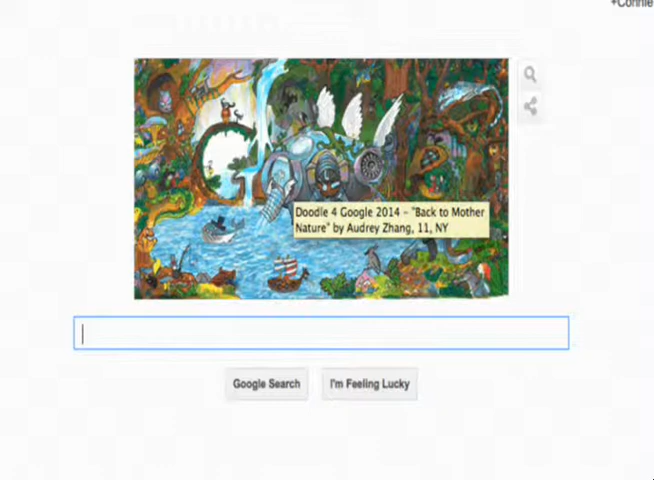 +Connie
Doodle 4 Google 2014 – "Back to Mother
Nature" by Audrey Zhang, 11, NY
Google Search
I'm Feeling Lucky